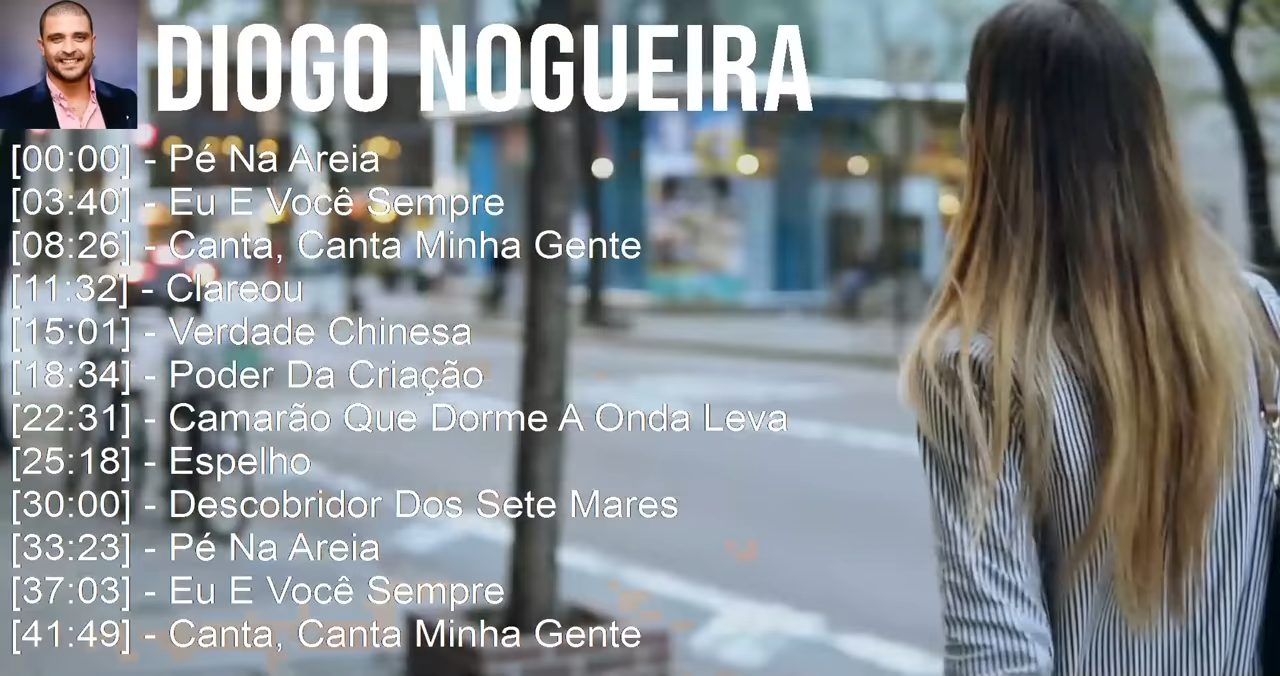 DIOGO NOGUEIRA
[00:00] - Pé Na Areia
[03:40] - Eu E Você Sempre
[08:26] - Canta, Canta Minha Gente
[11:32] - Clareou
[15:01] - Verdade Chinesa
[18:34] - Poder Da Criação
[22:31] - Camarão Que Dorme A Onda Leva
[25:18] - Espelho
[30:00] - Descobridor Dos Sete Mares
[33:23] - Pé Na Areia
[37:03] - Eu E Você Sempre
[41:49] - Canta, Canta Minha Gente